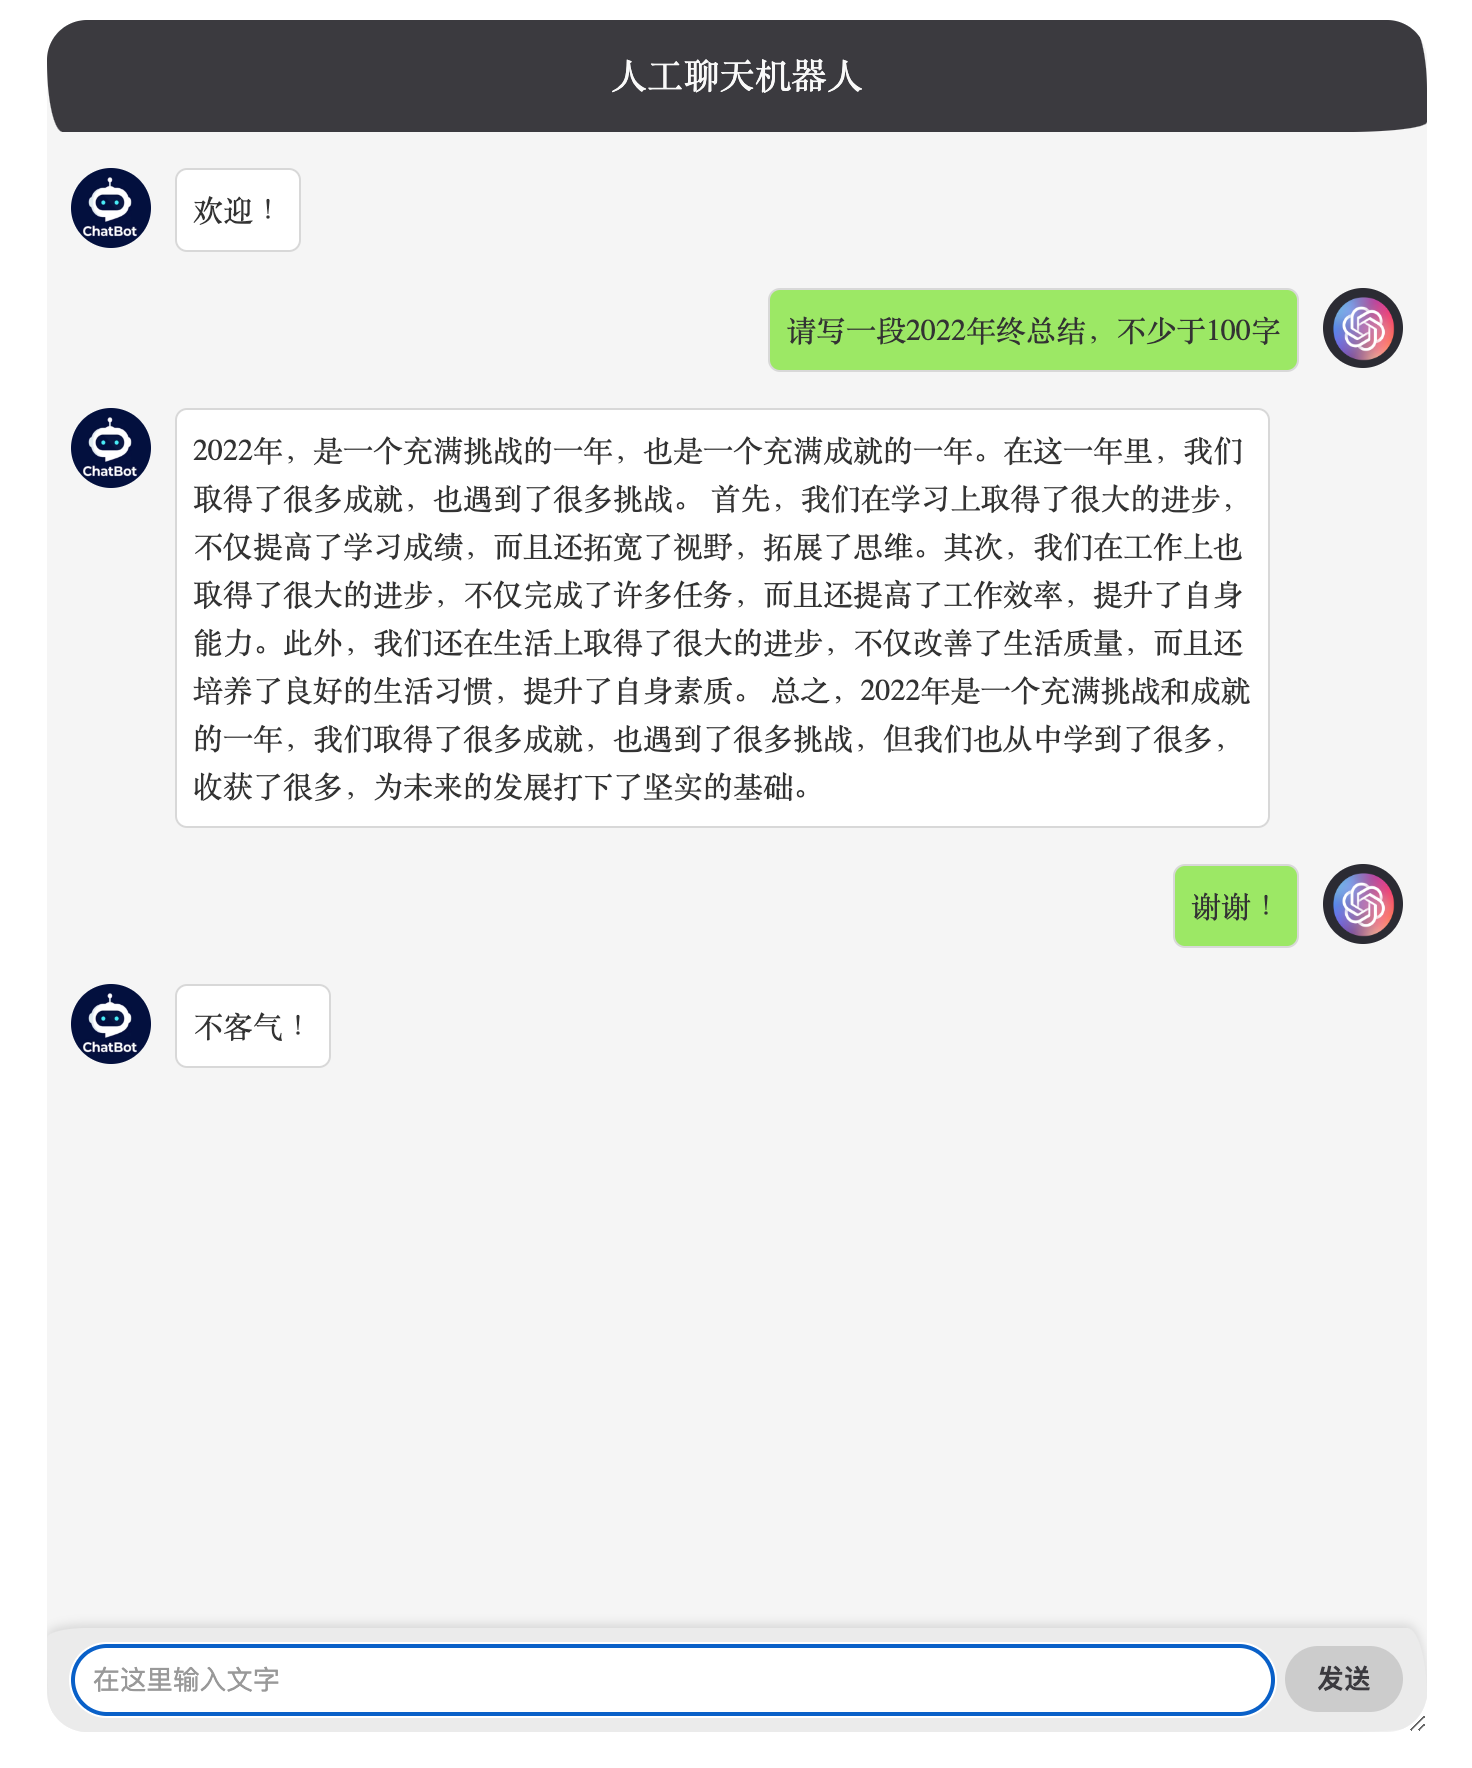 人工聊天机器人
ChatBot
欢迎！
请写一段2022年终总结，不少于100字
ChatBot
2022年，是一个充满挑战的一年，也是一个充满成就的一年。在这一年里，我们
取得了很多成就，也遇到了很多挑战。 首先，我们在学习上取得了很大的进步，
不仅提高了学习成绩，而且还拓宽了视野，拓展了思维。其次，我们在工作上也
取得了很大的进步，不仅完成了许多任务，而且还提高了工作效率，提升了自身
能力。此外，我们还在生活上取得了很大的进步，不仅改善了生活质量，而且还
培养了良好的生活习惯，提升了自身素质。 总之，2022年是一个充满挑战和成就
的一年，我们取得了很多成就，也遇到了很多挑战，但我们也从中学到了很多，
收获了很多，为未来的发展打下了坚实的基础。
谢谢！
ChatBot
不客气！
在这里输入文字
发送